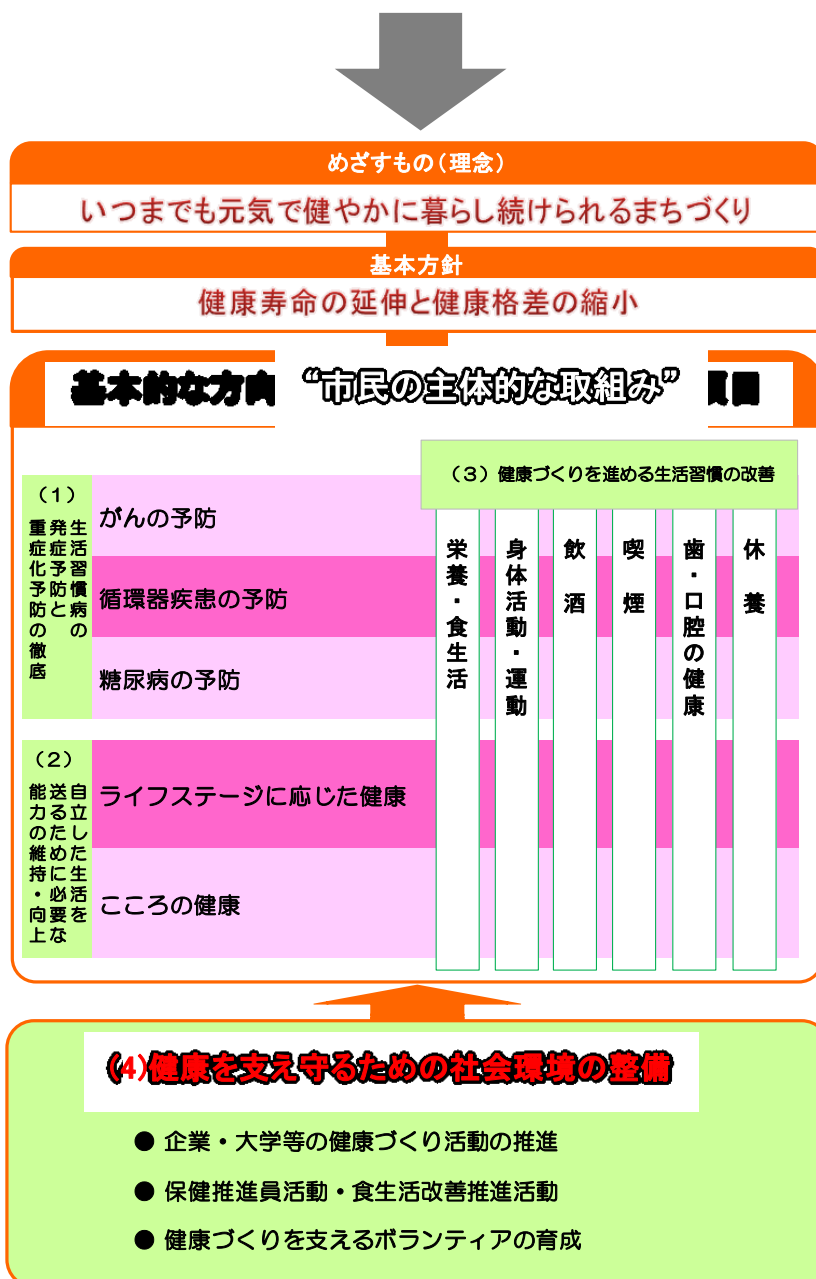 めざすもの(理念)
いつまでも元気で健やかに暮らし続けられるまちづくり
基本方針
健康寿命の延伸と健康格差の縮小
基本的な方向
“市民の主体的な取組み”
目
(3)健康づくりを進める生活習慣の改善
(1)
生活習慣病の
発症予防と
重症化予防の徹底
がんの予防
循環器疾患の予防
糖尿病の予防
栄養・食生活
身体活動・運動
飲酒
喫煙
歯・口腔の健康
休養
(2)
自立した生活を
送るために必要な
能力の維持・向上
ライフステージに応じた健康
こころの健康
(4)健康を支え守るための社会環境の整備
● 企業・大学等の健康づくり活動の推進
● 保健推進員活動・食生活改善推進活動
● 健康づくりを支えるボランティアの育成